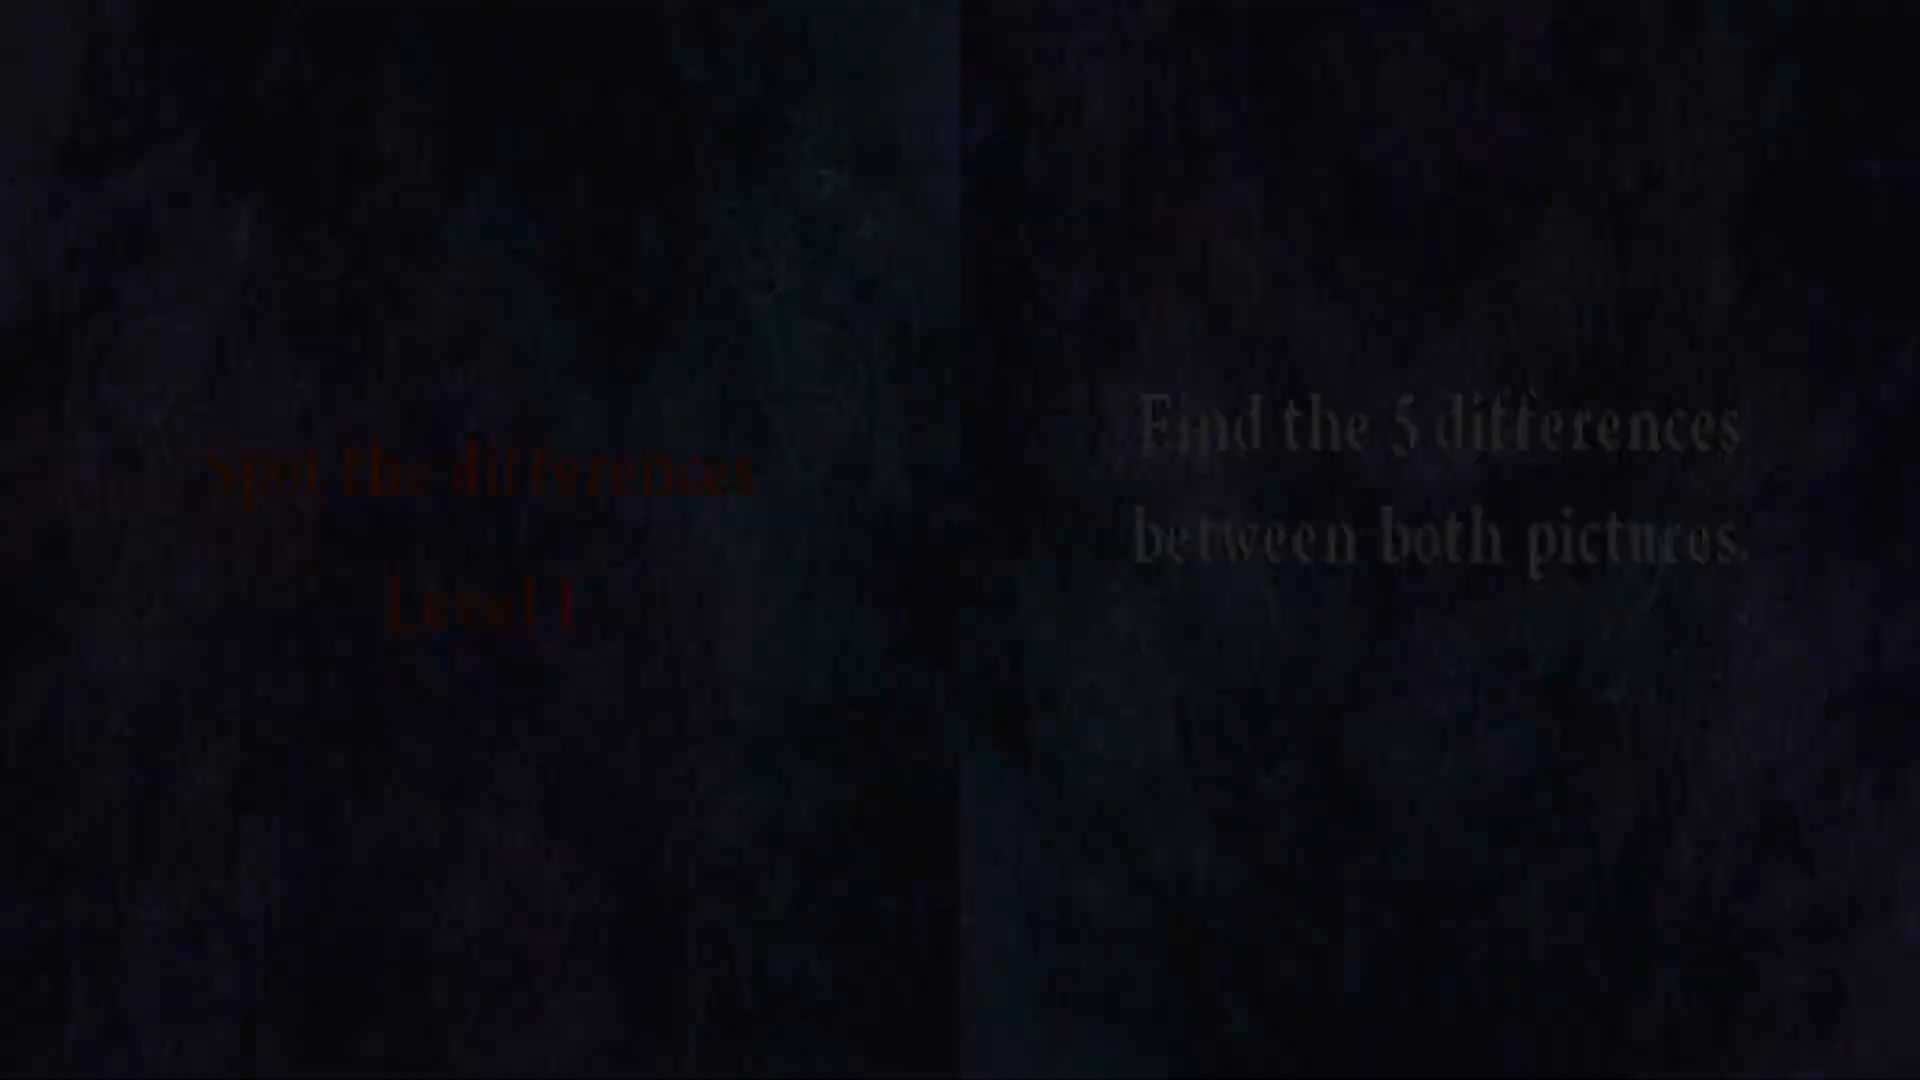 Spot the differences
Level 1
Find the 5 differences
between both pictures.